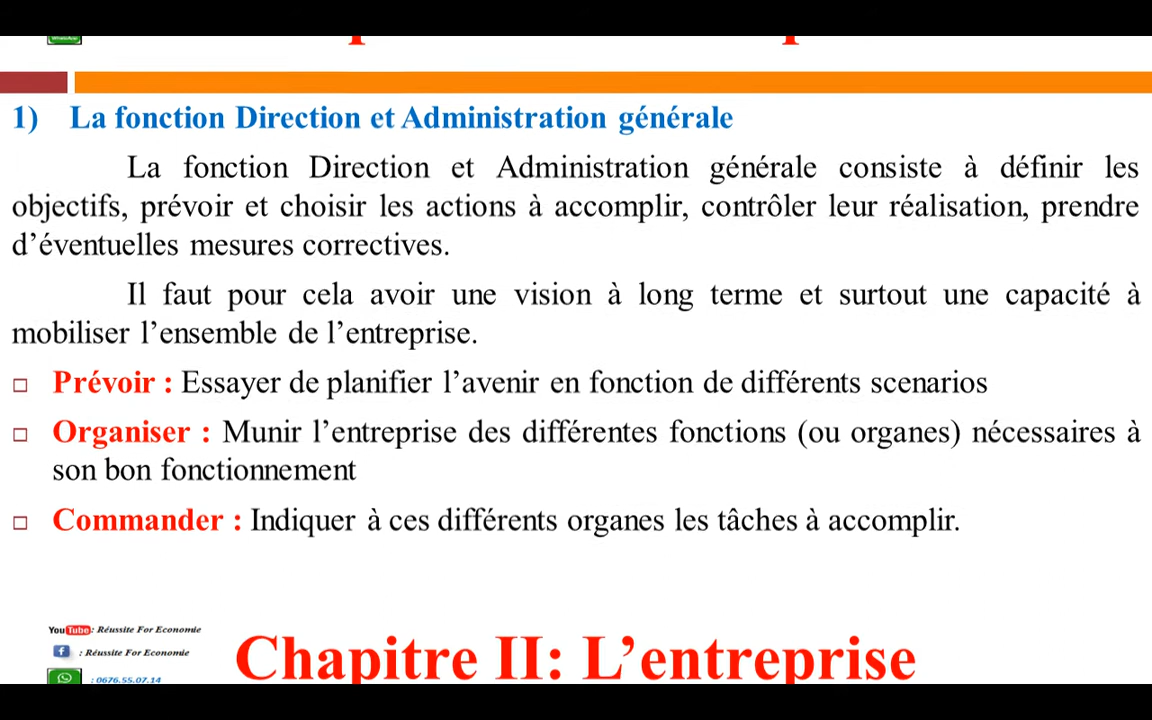 1) La fonction Direction et Administration générale
La fonction Direction et Administration générale consiste à définir les
objectifs, prévoir et choisir les actions à accomplir, contrôler leur réalisation, prendre
d’éventuelles mesures correctives.
Il faut pour cela avoir une vision à long terme et surtout une capacité à
mobiliser l’ensemble de l’entreprise.
Prévoir : Essayer de planifier l’avenir en fonction de différents scenarios
Organiser : Munir l’entreprise des différentes fonctions (ou organes) nécessaires à
son bon fonctionnement
Commander : Indiquer à ces différents organes les tâches à accomplir.
YouTube : Réussite For Economie
f : Réussite For Economie
: 0676.55.07.14
Chapitre II: L’entreprise